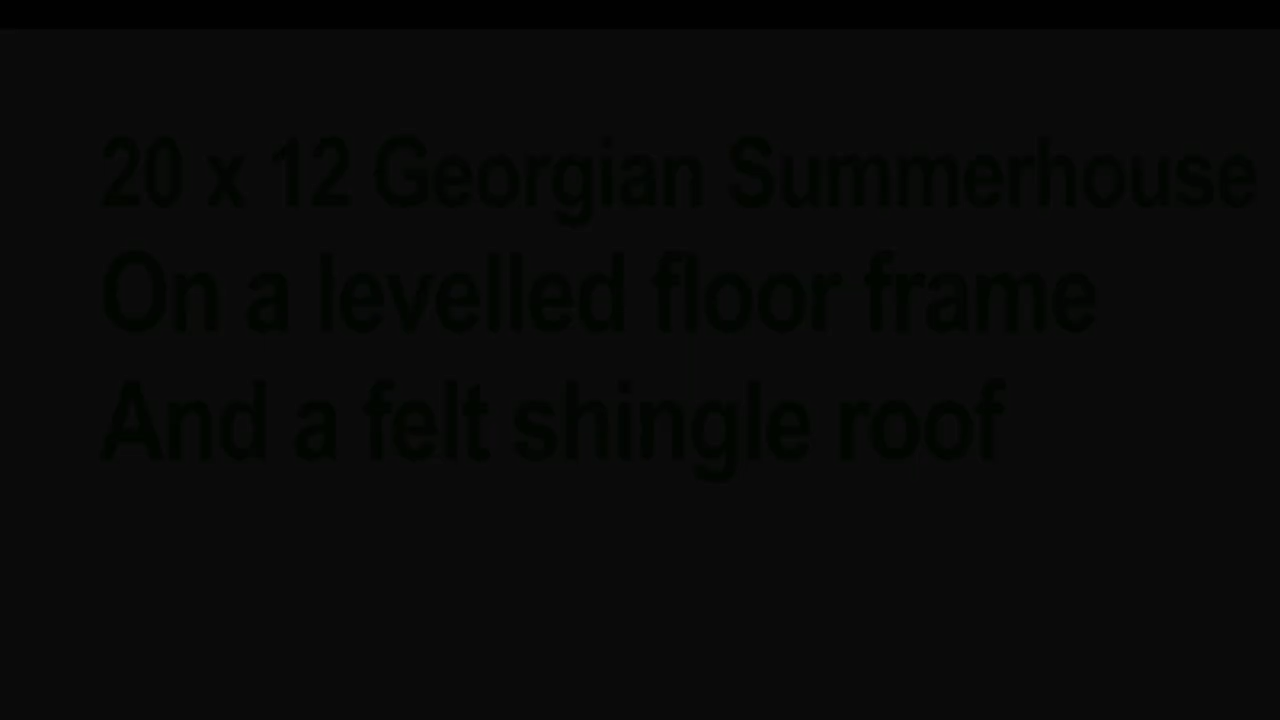 20 x 12 Georgian Summerhouse
On a levelled floor frame
And a felt shingle roof